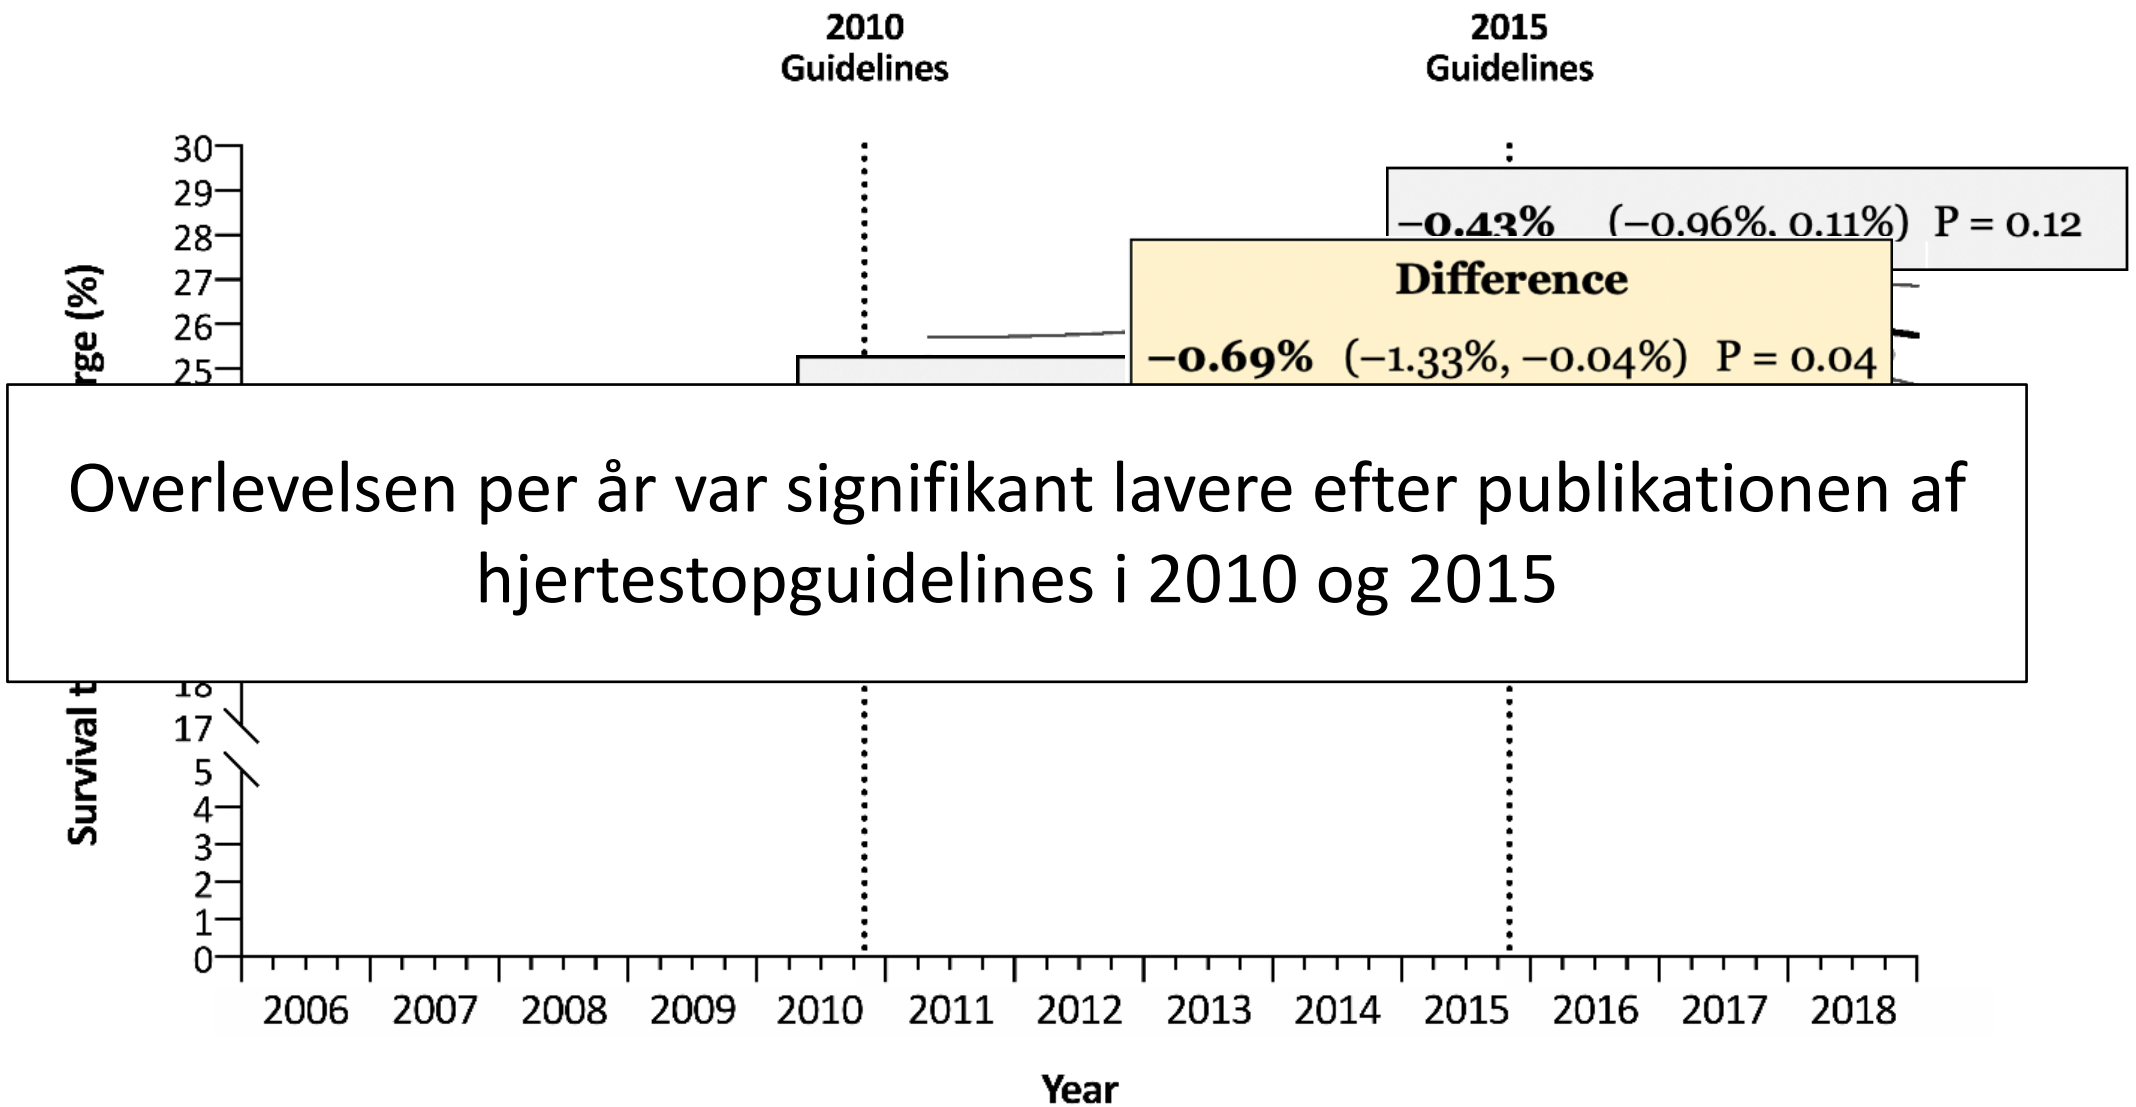 2010
Guidelines
2015
Guidelines
30
29
28
27
26
25
−0.43% (−0.96%, 0.11%) P = 0.12
Difference
−0.69% (−1.33%, −0.04%) P = 0.04
Overlevelsen per år var signifikant lavere efter publikationen af
hjertestopguidelines i 2010 og 2015
18
17
5
4
3
2
1
0
Survival
2006 2007 2008 2009 2010 2011 2012 2013 2014 2015 2016 2017 2018
Year
(%)